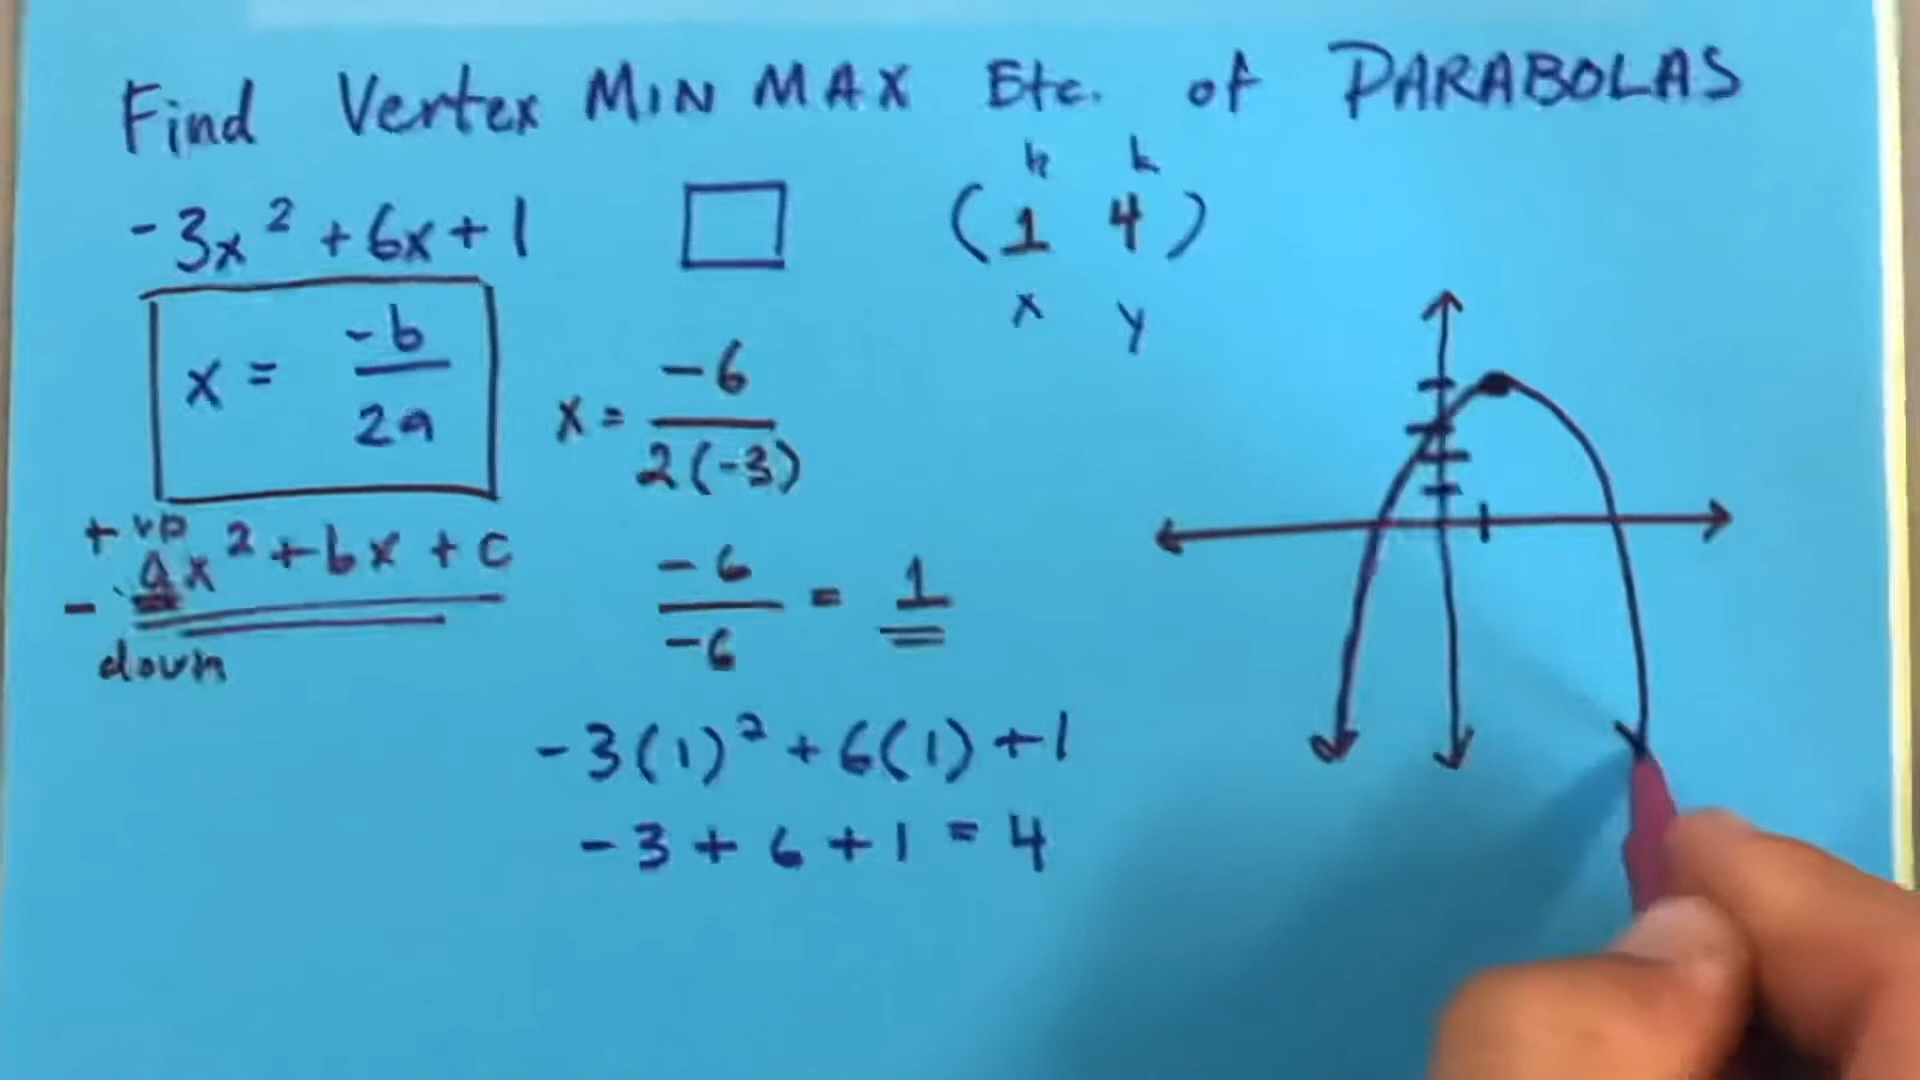 Find Vertex MIN MAX Etc. of PARABOLAS
h k
-3x² + 6x + 1
(1 4)
x y
x = -b/2a
x = -6/2(-3)
+ up
ax² + bx + c
-
down
-6/-6 = 1
-3(1)² + 6(1) + 1
-3 + 6 + 1 = 4